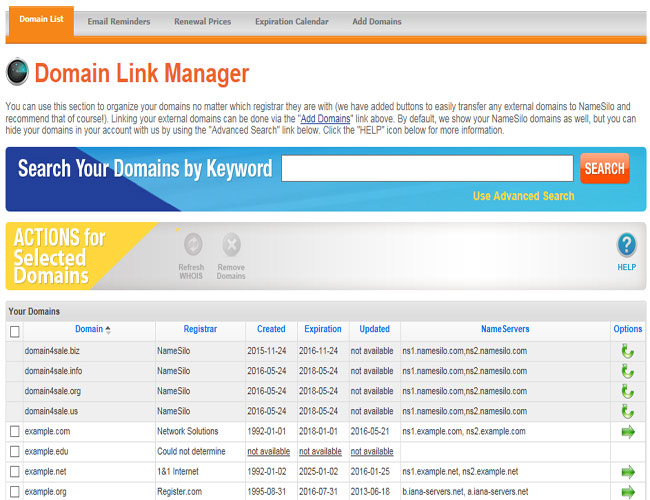 Domain List Email Reminders Renewal Prices Expiration Calendar Add Domains
Domain Link Manager
You can use this section to organize your domains no matter which registrar they are with (we have added buttons to easily transfer any external domains to NameSilo and
recommend that of course!). Linking your external domains can be done via the "Add Domains" link above. By default, we show your NameSilo domains as well, but you can
hide your domains in your account with us by using the "Advanced Search" link below. Click the "HELP" icon below for more information.
Search Your Domains by Keyword SEARCH
Use Advanced Search
ACTIONS for
Selected
Domains
Refresh
WHOIS
Remove
Domains
HELP
Your Domains
Domain Registrar Created Expiration Updated NameServers Options
domain4sale.biz NameSilo 2015-11-24 2016-11-24 not available ns1.namesilo.com,ns2.namesilo.com
domain4sale.info NameSilo 2016-05-24 2018-05-24 not available ns1.namesilo.com,ns2.namesilo.com
domain4sale.org NameSilo 2016-05-24 2018-05-24 not available ns1.namesilo.com,ns2.namesilo.com
domain4sale.us NameSilo 2016-05-24 2018-05-24 not available ns1.namesilo.com,ns2.namesilo.com
example.com Network Solutions 1992-01-01 2018-01-01 2016-05-21 ns1.example.com, ns2.example.com
example.edu Could not determine not available not available not available
example.net 1&1 Internet 1992-01-02 2025-01-02 2016-01-25 ns1.example.net, ns2.example.net
example.org Register.com 1995-08-31 2016-07-31 2013-06-18 b.iana-servers.net, a.iana-servers.net